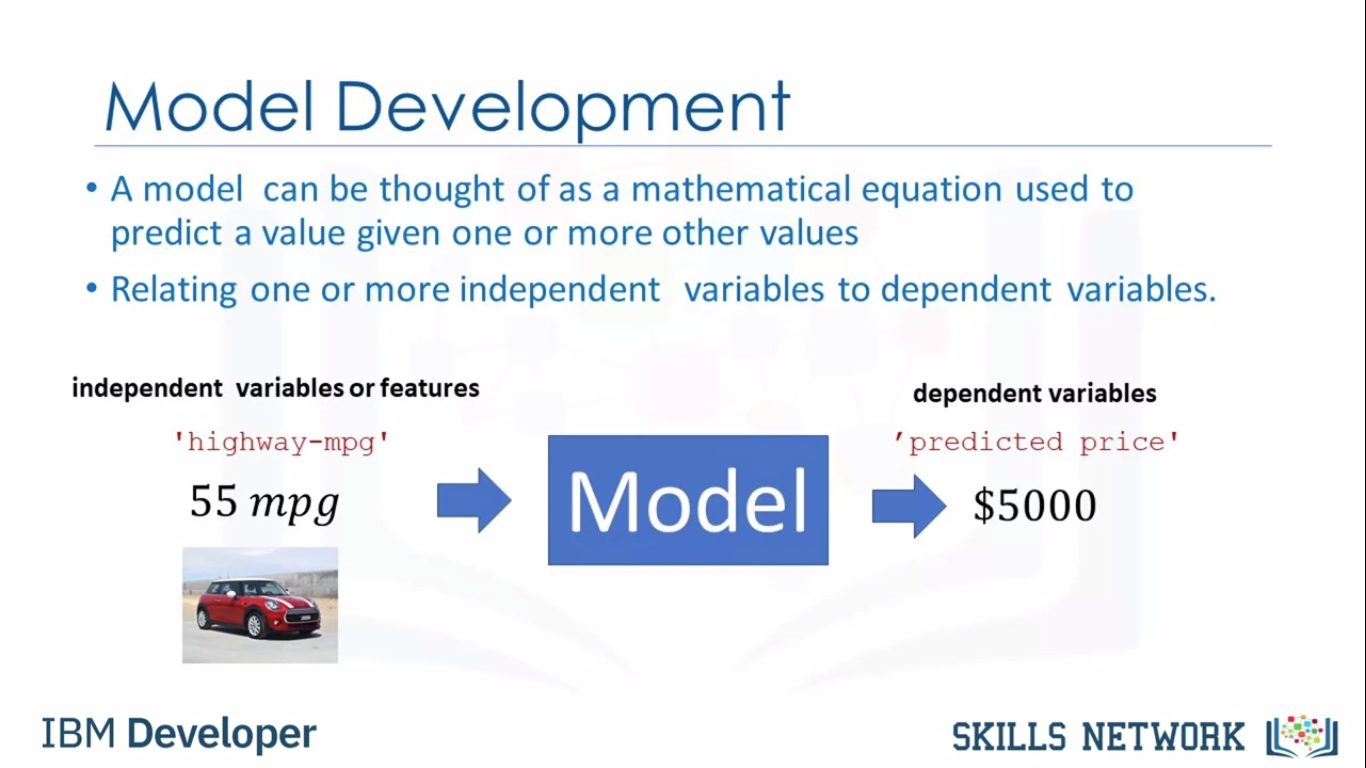 Model Development
• A model can be thought of as a mathematical equation used to
predict a value given one or more other values
• Relating one or more independent variables to dependent variables.
independent variables or features
dependent variables
'highway-mpg'
’predicted price'
55 mpg
Model
$5000
IBM Developer
SKILLS NETWORK